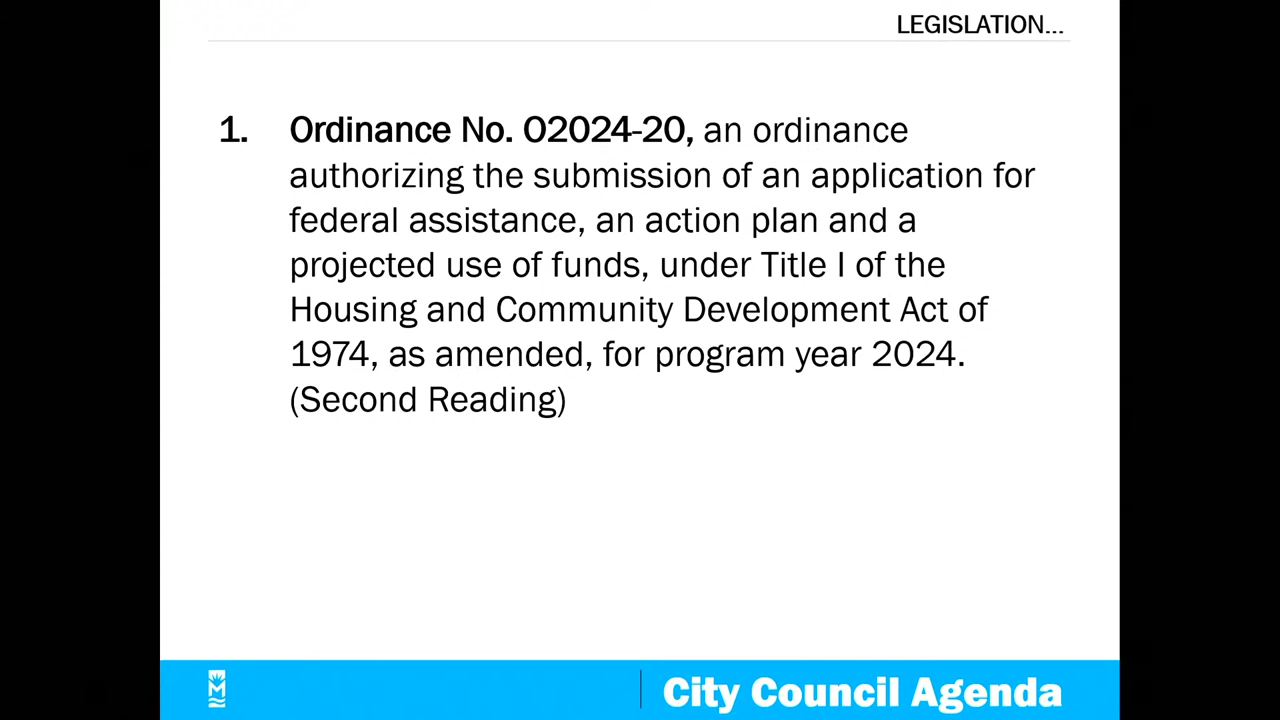 LEGISLATION...
1. Ordinance No. O2024-20, an ordinance
authorizing the submission of an application for
federal assistance, an action plan and a
projected use of funds, under Title I of the
Housing and Community Development Act of
1974, as amended, for program year 2024.
(Second Reading)
M
City Council Agenda